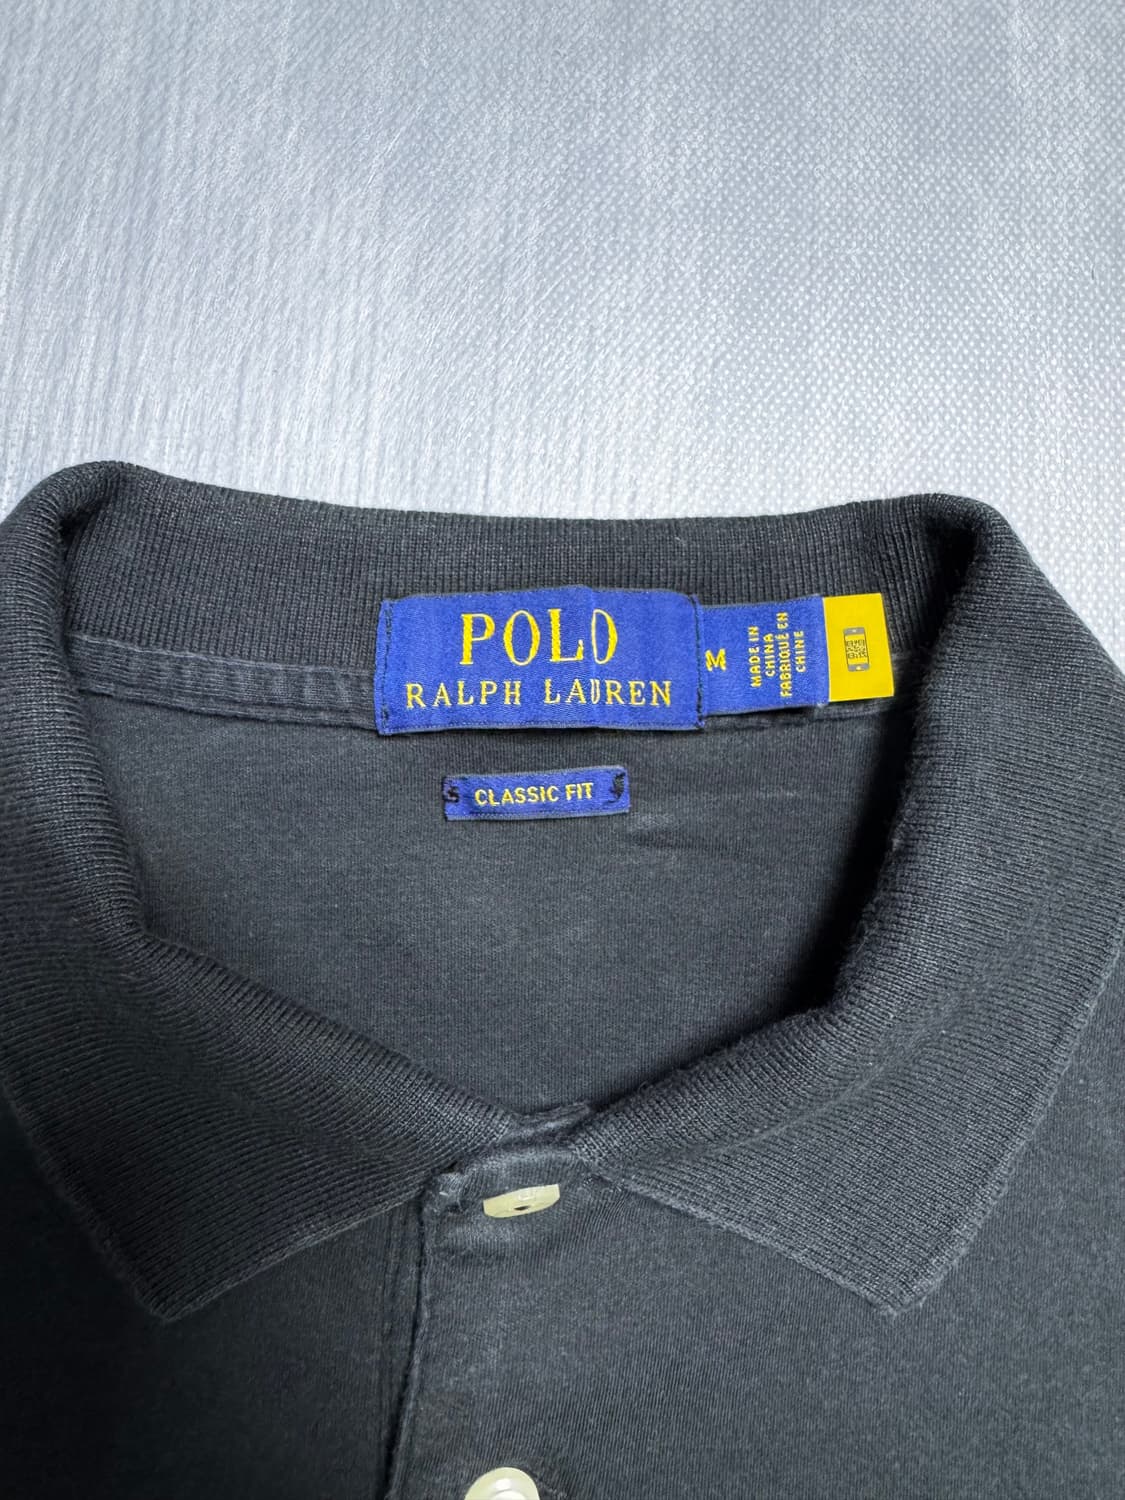 POLO
RALPH LAUREN
M
MADE IN
CHINA
FABRIQUÉ EN
CHINE
CLASSIC FIT